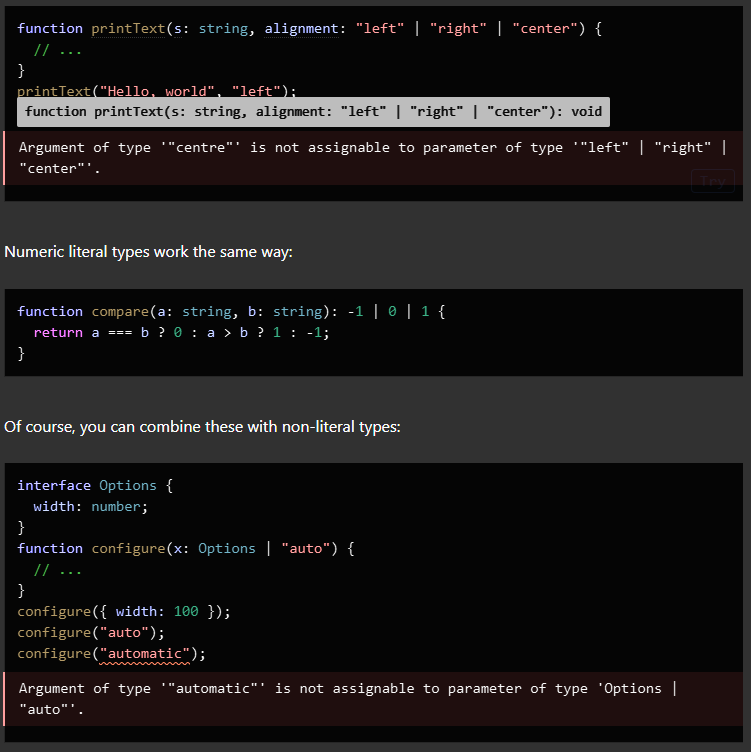 function printText(s: string, alignment: "left" | "right" | "center") {
// ...
}
printText("Hello, world", "left");
function printText(s: string, alignment: "left" | "right" | "center"): void
Argument of type '"centre"' is not assignable to parameter of type '"left" | "right" |
"center"'.
Try
Numeric literal types work the same way:
function compare(a: string, b: string): -1 | 0 | 1 {
return a === b ? 0 : a > b ? 1 : -1;
}
Of course, you can combine these with non-literal types:
interface Options {
width: number;
}
function configure(x: Options | "auto") {
// ...
}
configure({ width: 100 });
configure("auto");
configure("automatic");
Argument of type '"automatic"' is not assignable to parameter of type 'Options |
"auto"'.